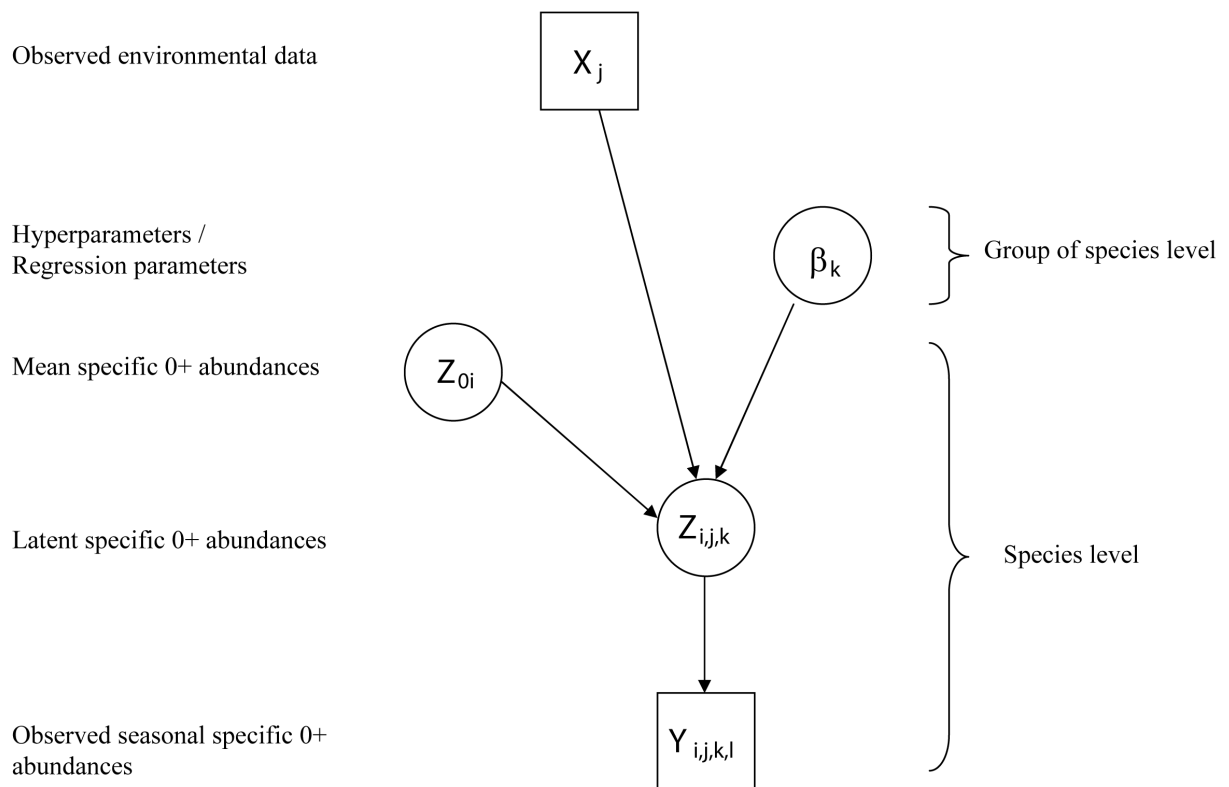 Observed environmental data
X j
Hyperparameters /
Regression parameters
β k
Group of species level
Mean specific 0+ abundances
Z 0i
Latent specific 0+ abundances
Z i,j,k
Species level
Observed seasonal specific 0+
abundances
Y i,j,k,l